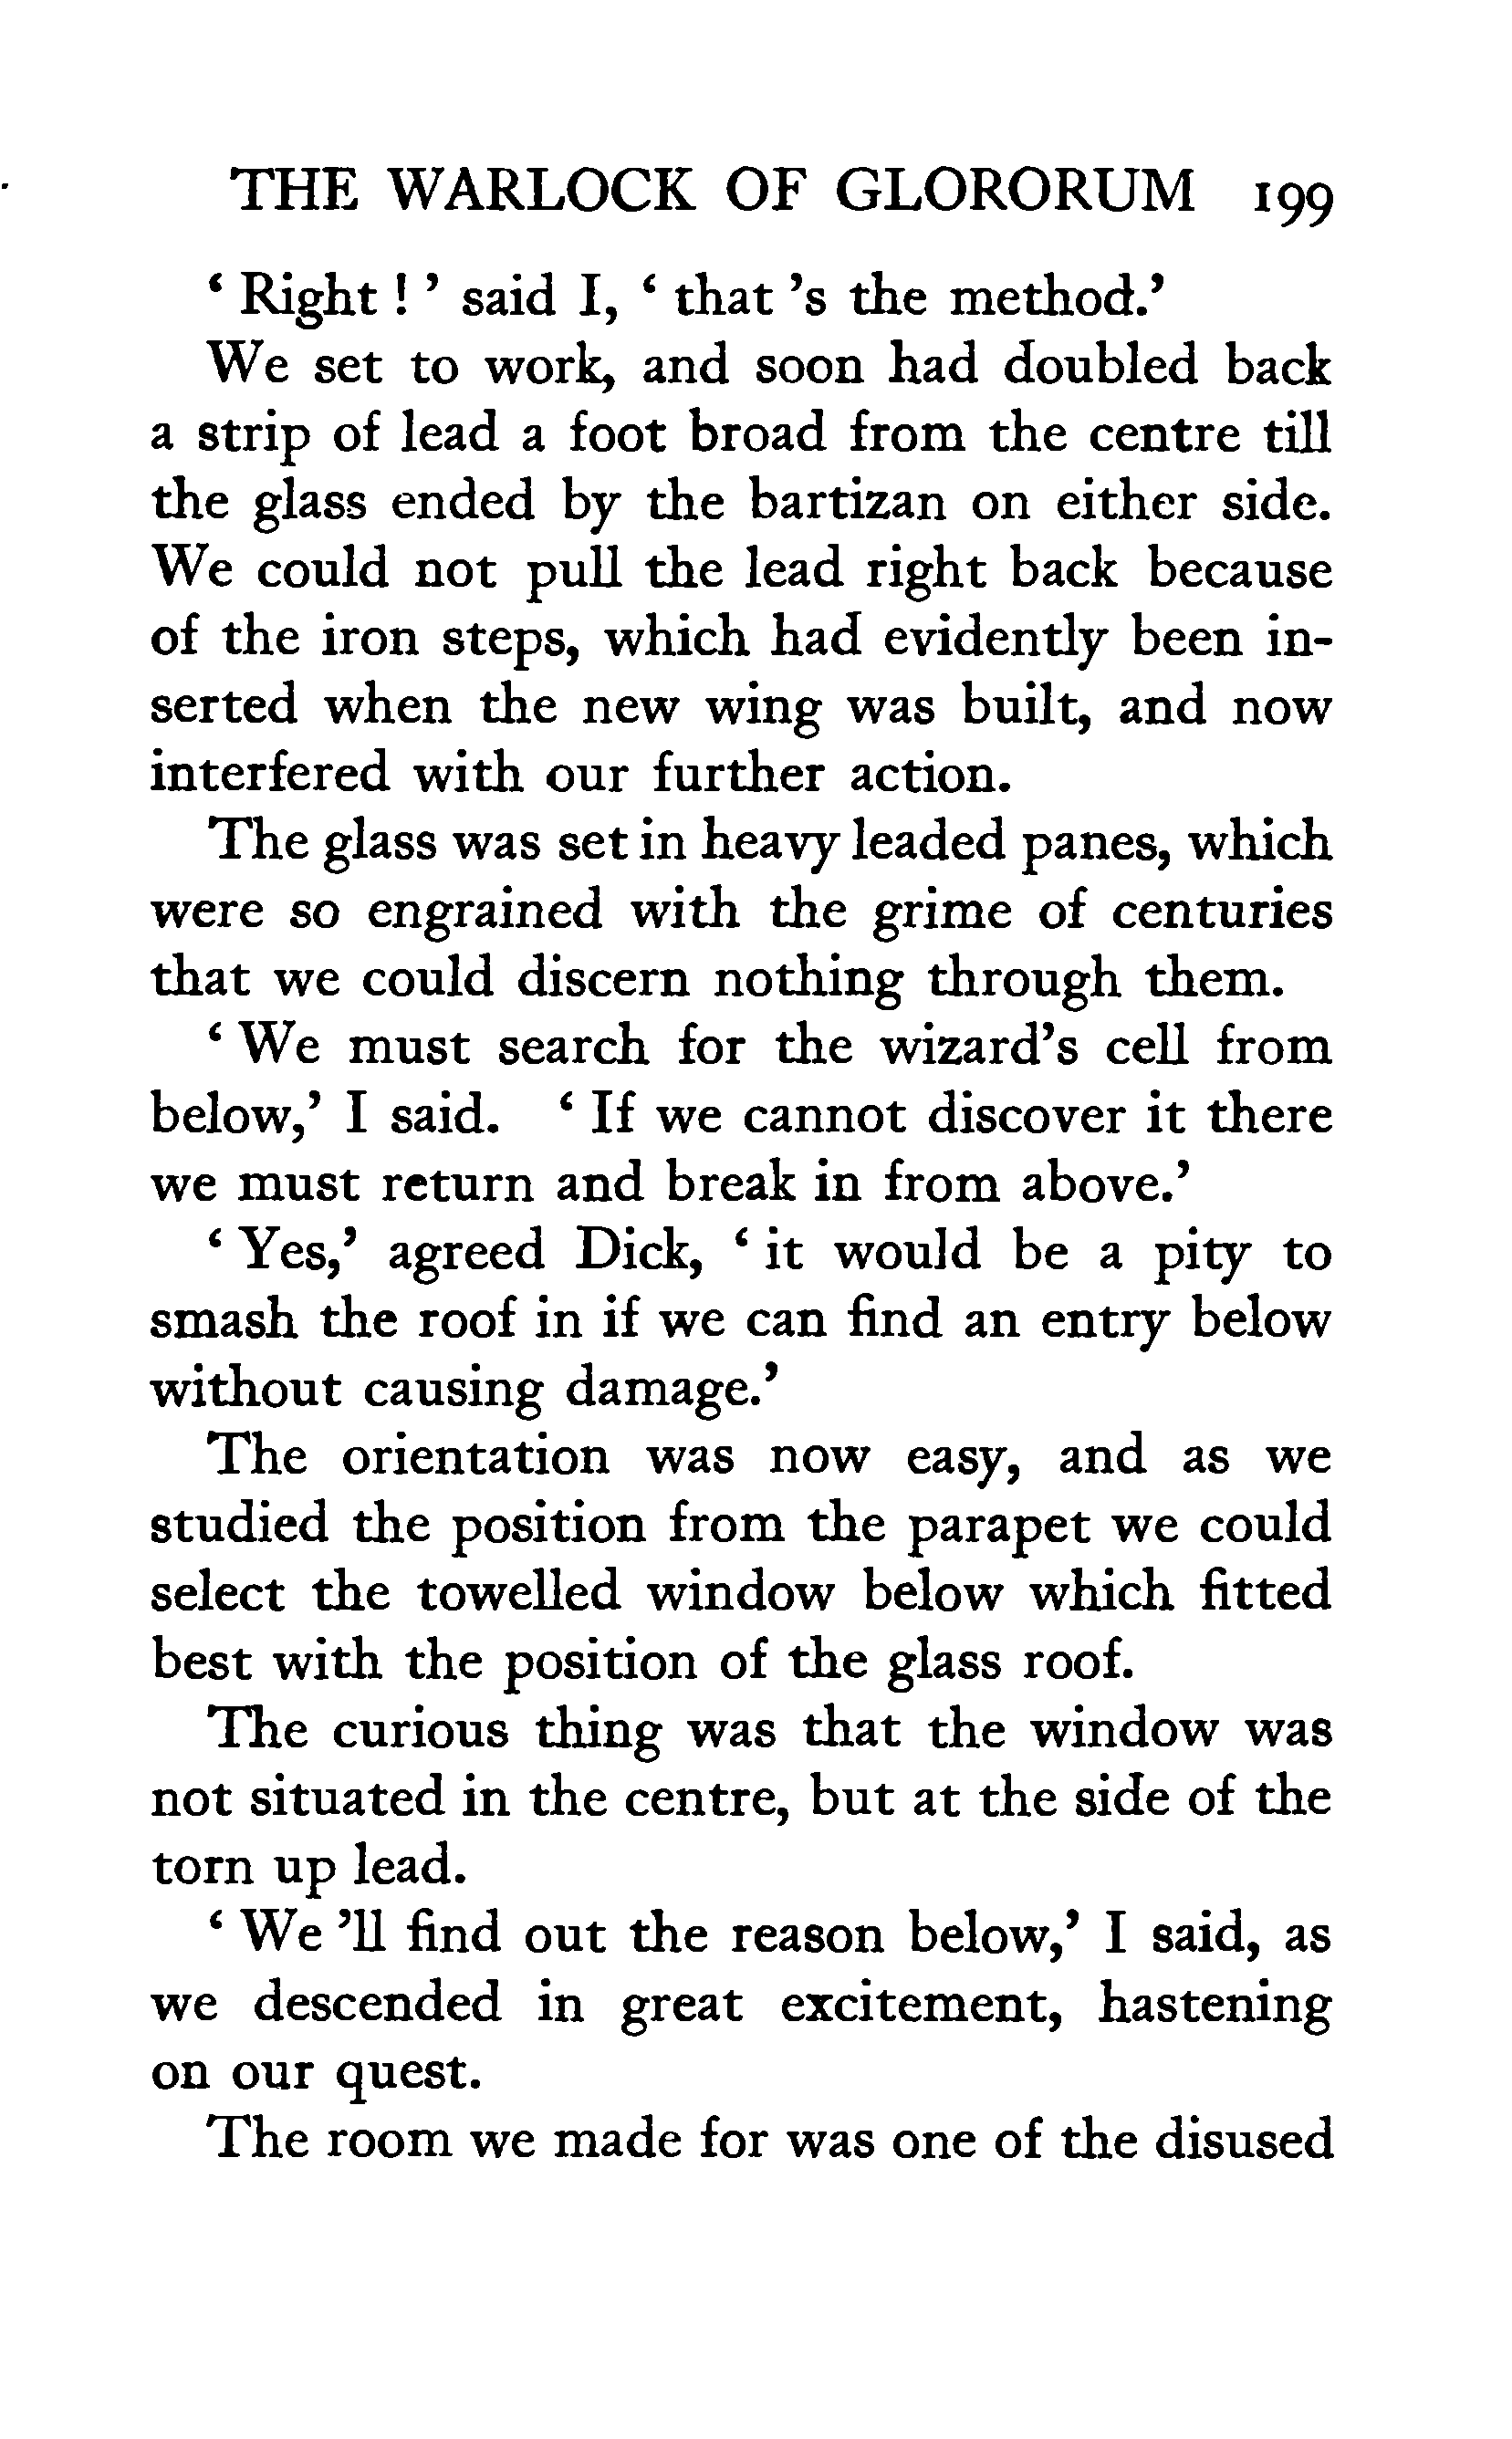 THE WARLOCK OF GLORORUM 199
‘ Right ! ’ said I, ‘ that ’s the method.’
We set to work, and soon had doubled back
a strip of lead a foot broad from the centre till
the glass ended by the bartizan on either side.
We could not pull the lead right back because
of the iron steps, which had evidently been in-
serted when the new wing was built, and now
interfered with our further action.
The glass was set in heavy leaded panes, which
were so engrained with the grime of centuries
that we could discern nothing through them.
‘ We must search for the wizard’s cell from
below,’ I said. ‘ If we cannot discover it there
we must return and break in from above.’
‘ Yes,’ agreed Dick, ‘ it would be a pity to
smash the roof in if we can find an entry below
without causing damage.’
The orientation was now easy, and as we
studied the position from the parapet we could
select the towelled window below which fitted
best with the position of the glass roof.
The curious thing was that the window was
not situated in the centre, but at the side of the
torn up lead.
‘ We ’ll find out the reason below,’ I said, as
we descended in great excitement, hastening
on our quest.
The room we made for was one of the disused